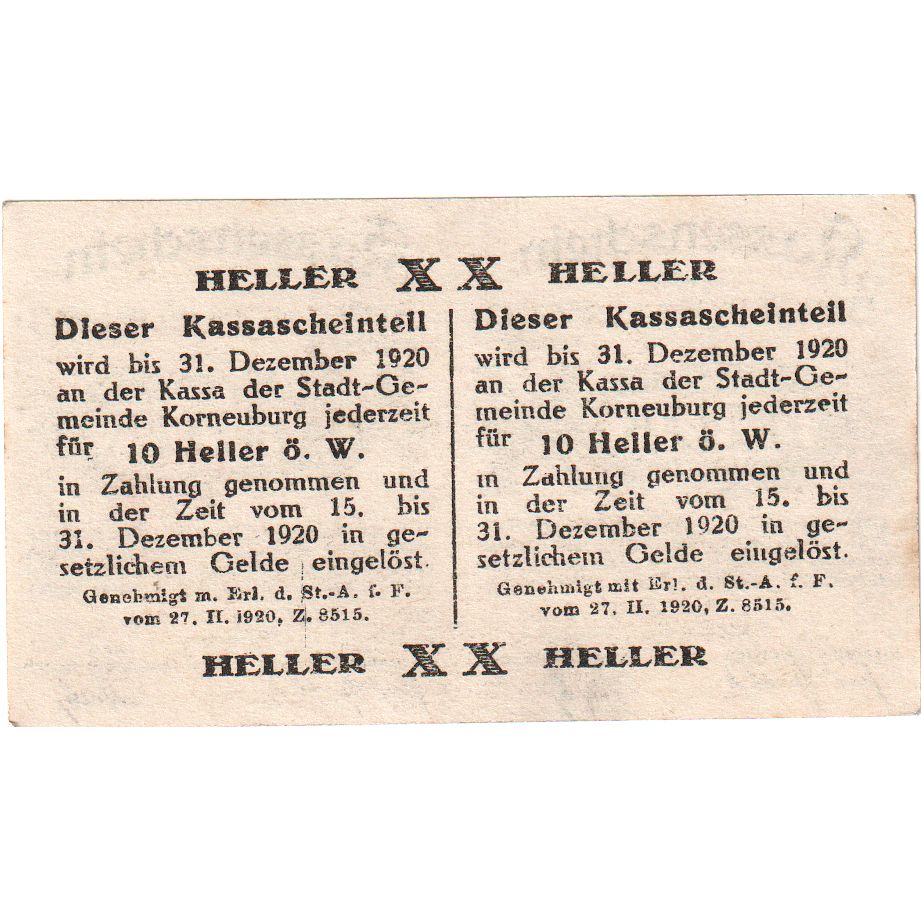 HELLER X X HELLER
Dieser Kassascheinteil
wird bis 31. Dezember 1920
an der Kassa der Stadt-Ge-
meinde Korneuburg jederzeit
für 10 Heller ö. W.
in Zahlung genommen und
in der Zeit vom 15. bis
31. Dezember 1920 in ge-
setzlichem Gelde eingelöst.
Genehmigt m. Erl. d. St.-A. f. F.
vom 27. II. 1920, Z. 8515.
Dieser Kassascheinteil
wird bis 31. Dezember 1920
an der Kassa der Stadt-Ge-
meinde Korneuburg jederzeit
für 10 Heller ö. W.
in Zahlung genommen und
in der Zeit vom 15. bis
31. Dezember 1920 in ge-
setzlichem Gelde eingelöst.
Genehmigt mit Erl. d. St.-A. f. F.
vom 27. II. 1920, Z. 8515.
HELLER X X HELLER